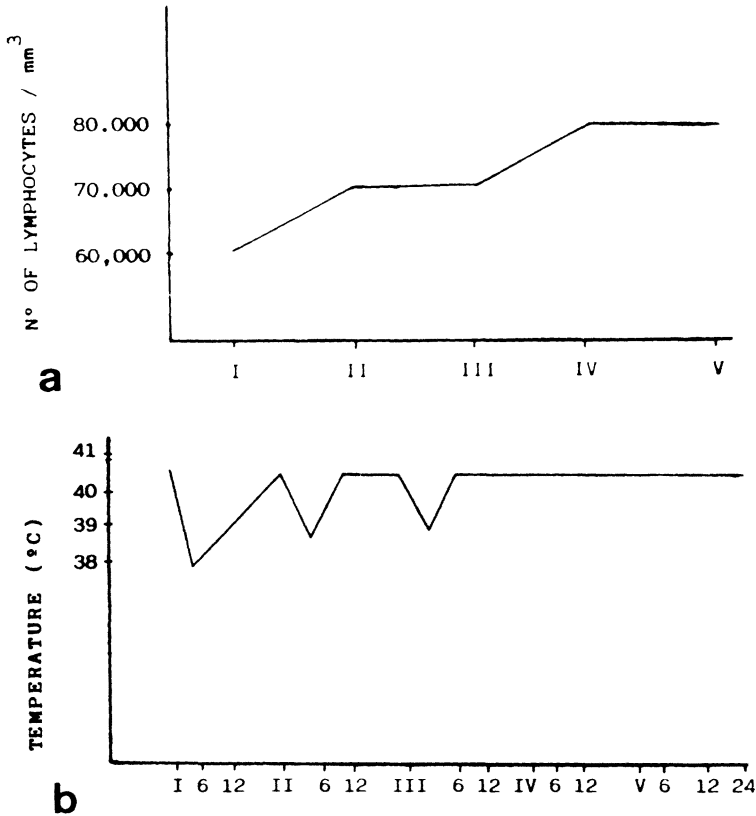 Nº OF LYMPHOCYTES / mm³
80.000
70.000
60,000
I II III IV V
a
TEMPERATURE (ºC)
41
40
39
38
I 6 12 II 6 12 III 6 12 IV 6 12 V 6 12 24
b